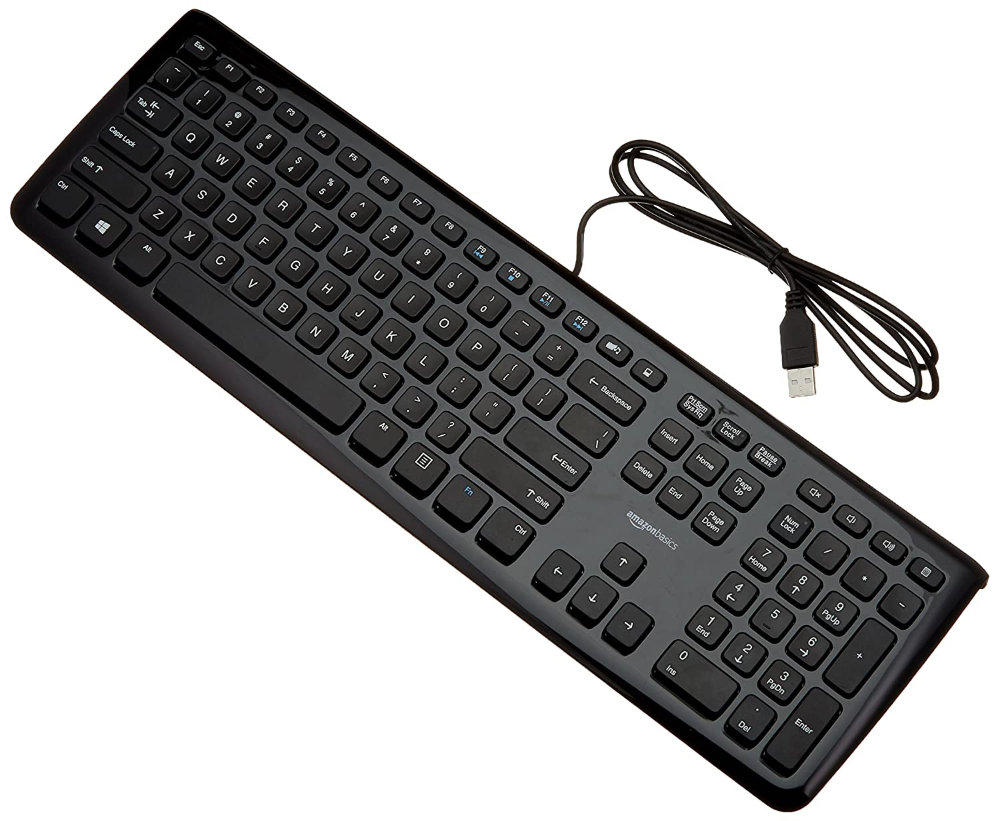 Esc
F1
F2
F3
F4
F5
F6
F7
F8
F9
F10
F11
F12
~
`
!
1
@
2
#
3
$
4
%
5
^
6
&
7
8
*
(
9
)
0
—
-
+
=
← Backspace
Tab
Q
W
E
R
T
Y
U
I
O
P
{
[
}
]
|
\
Caps Lock
A
S
D
F
G
H
J
K
L
:
;
"
'
Enter
Shift ↑
Z
X
C
V
B
N
M
<
,
>
.
?
/
↑ Shift
Ctrl
Alt
Alt
Fn
Ctrl
Prt Scrn
Sys Rq
Scroll
Lock
Pause
Break
Insert
Home
Page
Up
Delete
End
Page
Down
amazonbasics
↑
←
↓
→
Num
Lock
/
*
-
7
Home
8
↑
9
PgUp
+
4
←
5
6
→
1
End
2
↓
3
PgDn
Enter
0
Ins
.
Del